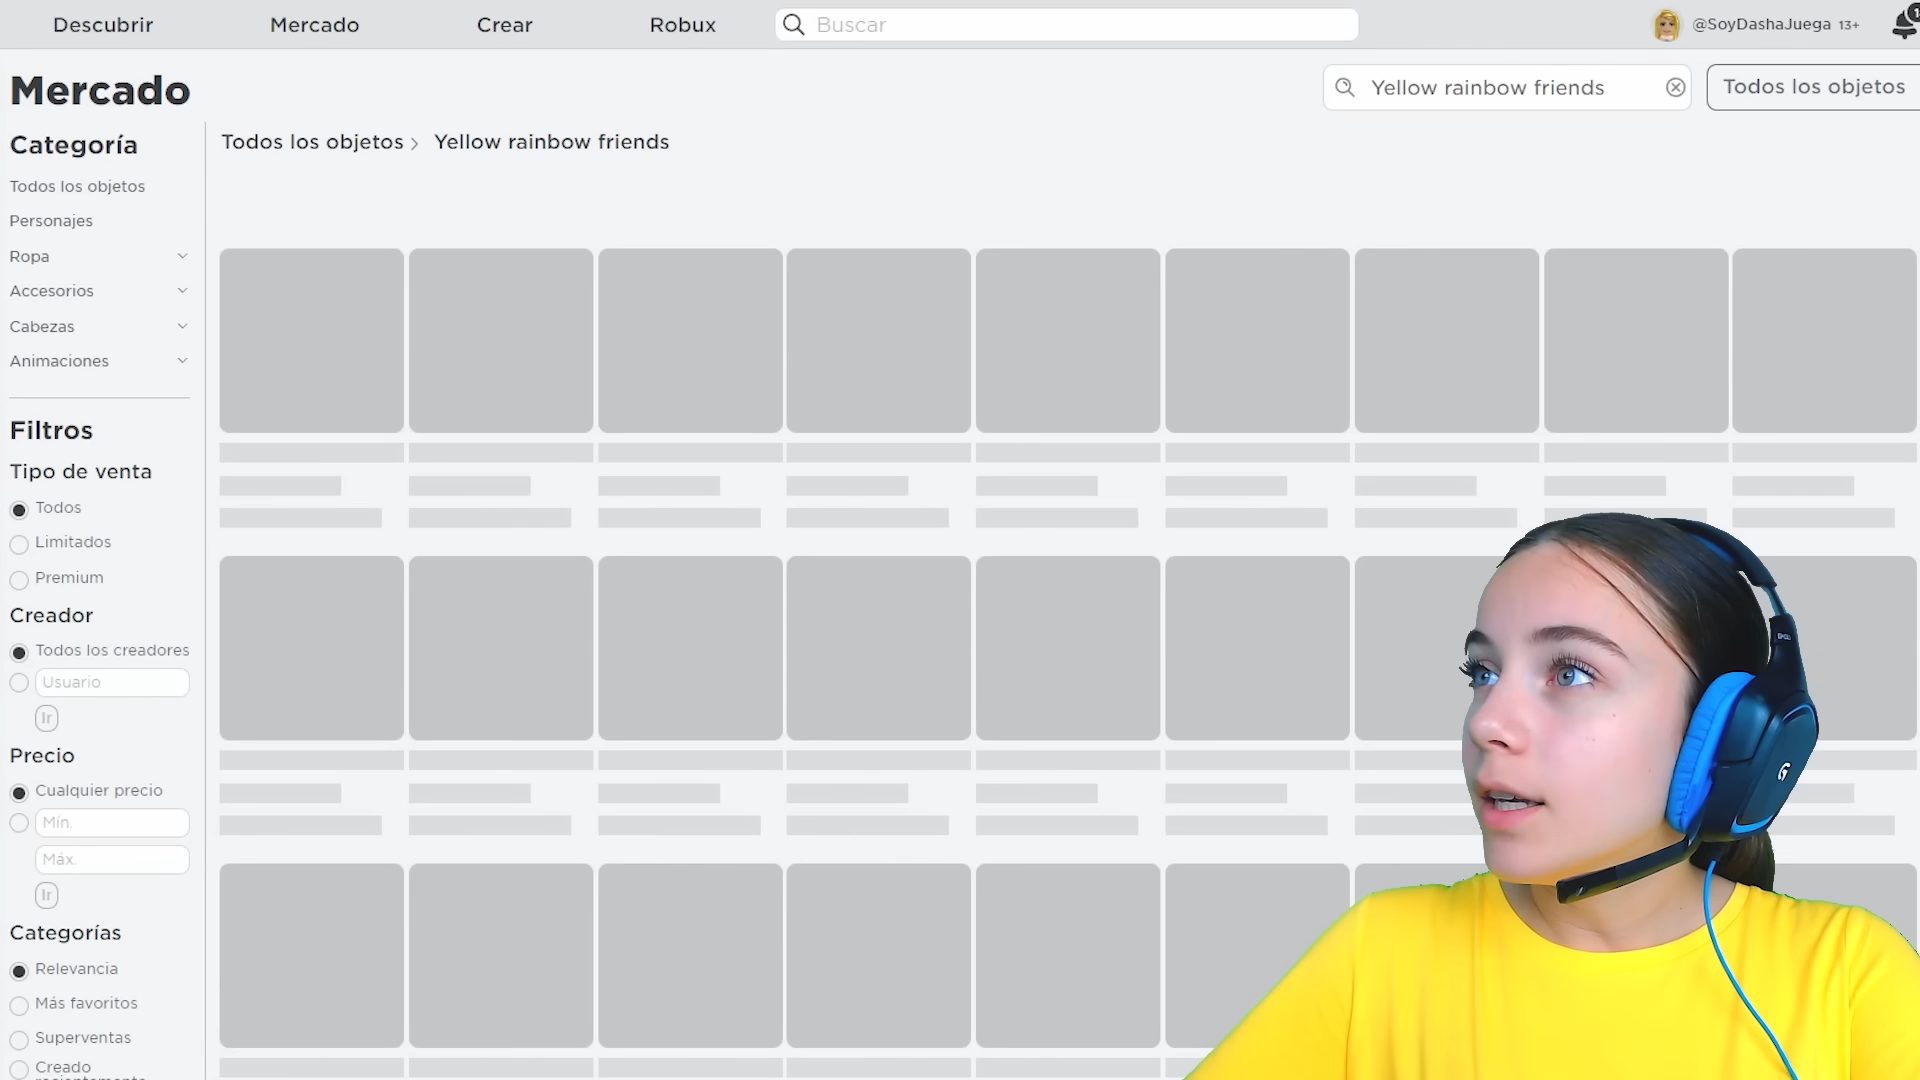 Descubrir
Mercado
Crear
Robux
Buscar
@SoyDashaJuega 13+
Mercado
Yellow rainbow friends
Todos los objetos
Categoría
Todos los objetos
Personajes
Ropa
Accesorios
Cabezas
Animaciones
Filtros
Tipo de venta
Todos
Limitados
Premium
Creador
Todos los creadores
Usuario
Ir
Precio
Cualquier precio
Mín.
Máx.
Ir
Categorías
Relevancia
Más favoritos
Superventas
Creado
recientemente
Todos los objetos > Yellow rainbow friends